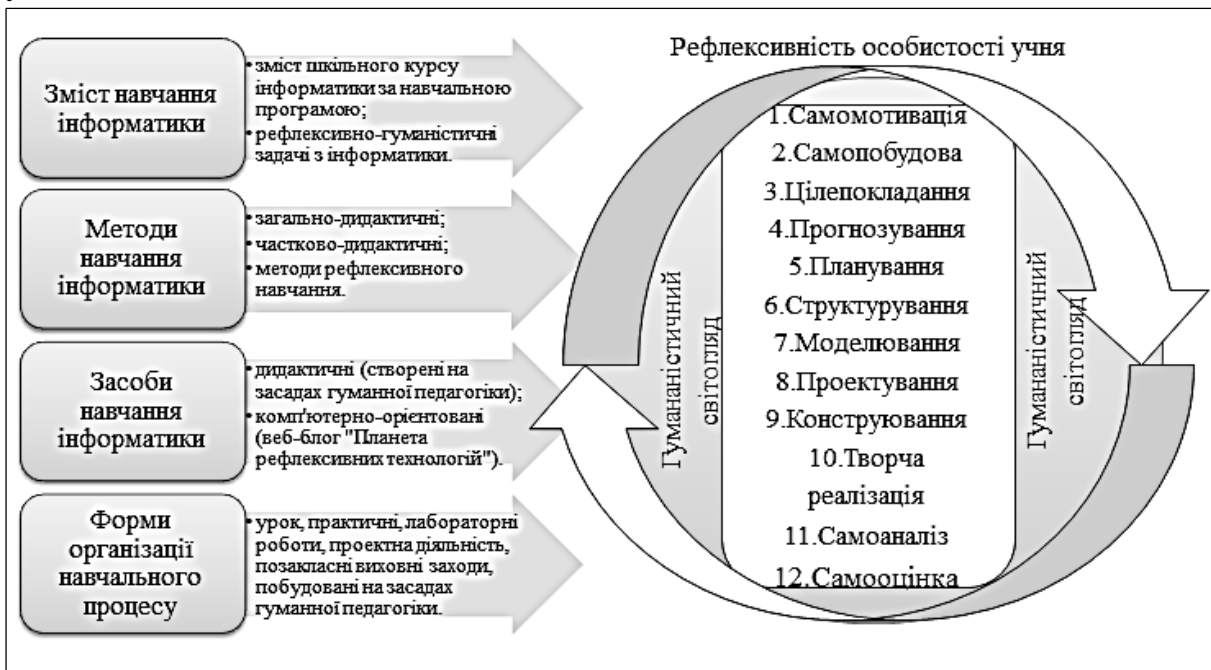 Зміст навчання
інформатики
• зміст шкільного курсу
інформатики за навчальною
програмою;
• рефлексивно-гуманістичні
задачі з інформатики.
Методи
навчання
інформатики
• загально-дидактичні;
• частково-дидактичні;
• методи рефлексивного
навчання.
Засоби
навчання
інформатики
• дидактичні (створені на
засадах гуманної педагогіки);
• комп'ютерно-орієнтовані
(веб-блог "Планета
рефлексивних технологій").
Форми
організації
навчального
процесу
• урок, практичні, лабораторні
роботи, проектна діяльність,
позакласні виховні заходи,
побудовані на засадах
гуманної педагогіки.
Рефлексивність особистості учня
Гумананістичний
світогляд
1.Самомотивація
2.Самопобудова
3.Цілепокладання
4.Прогнозування
5.Планування
6.Структурування
7.Моделювання
8.Проектування
9.Конструювання
10.Творча
реалізація
11.Самоаналіз
12.Самооцінка
Гумананістичний
світогляд